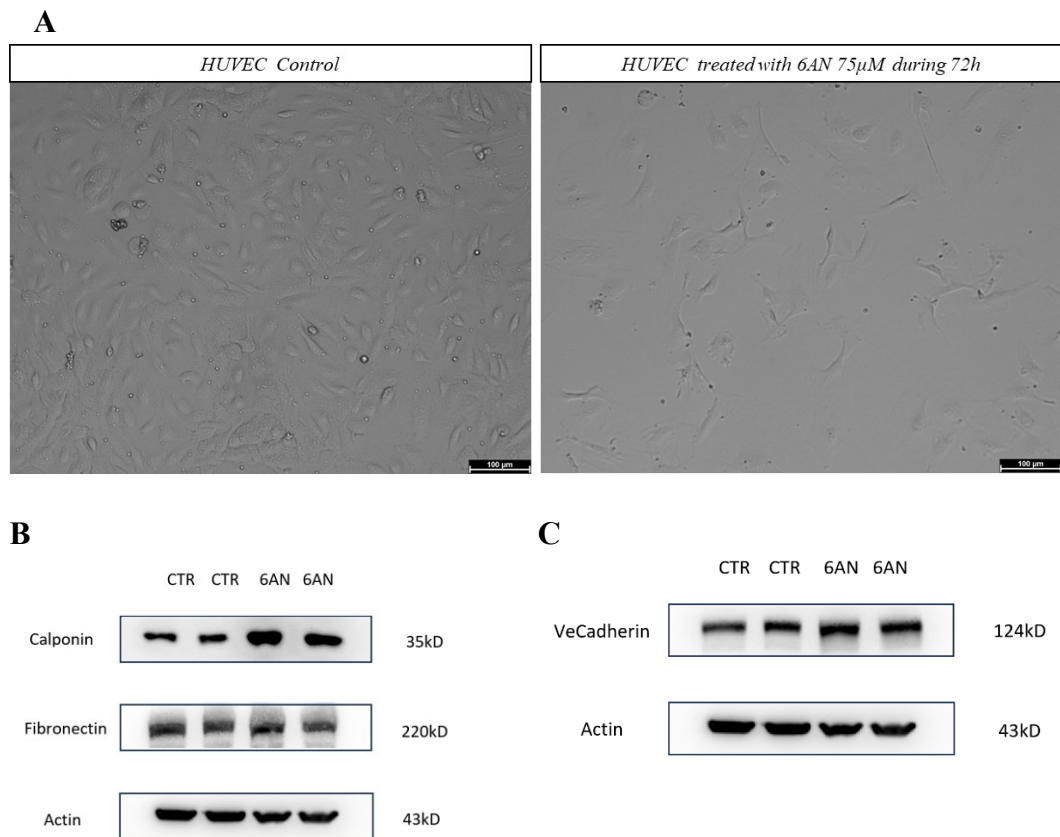 A
HUVEC Control
HUVEC treated with 6AN 75µM during 72h
100 µm
100 µm
B
CTR CTR 6AN 6AN
Calponin 35kD
Fibronectin 220kD
Actin 43kD
C
CTR CTR 6AN 6AN
VeCadherin 124kD
Actin 43kD